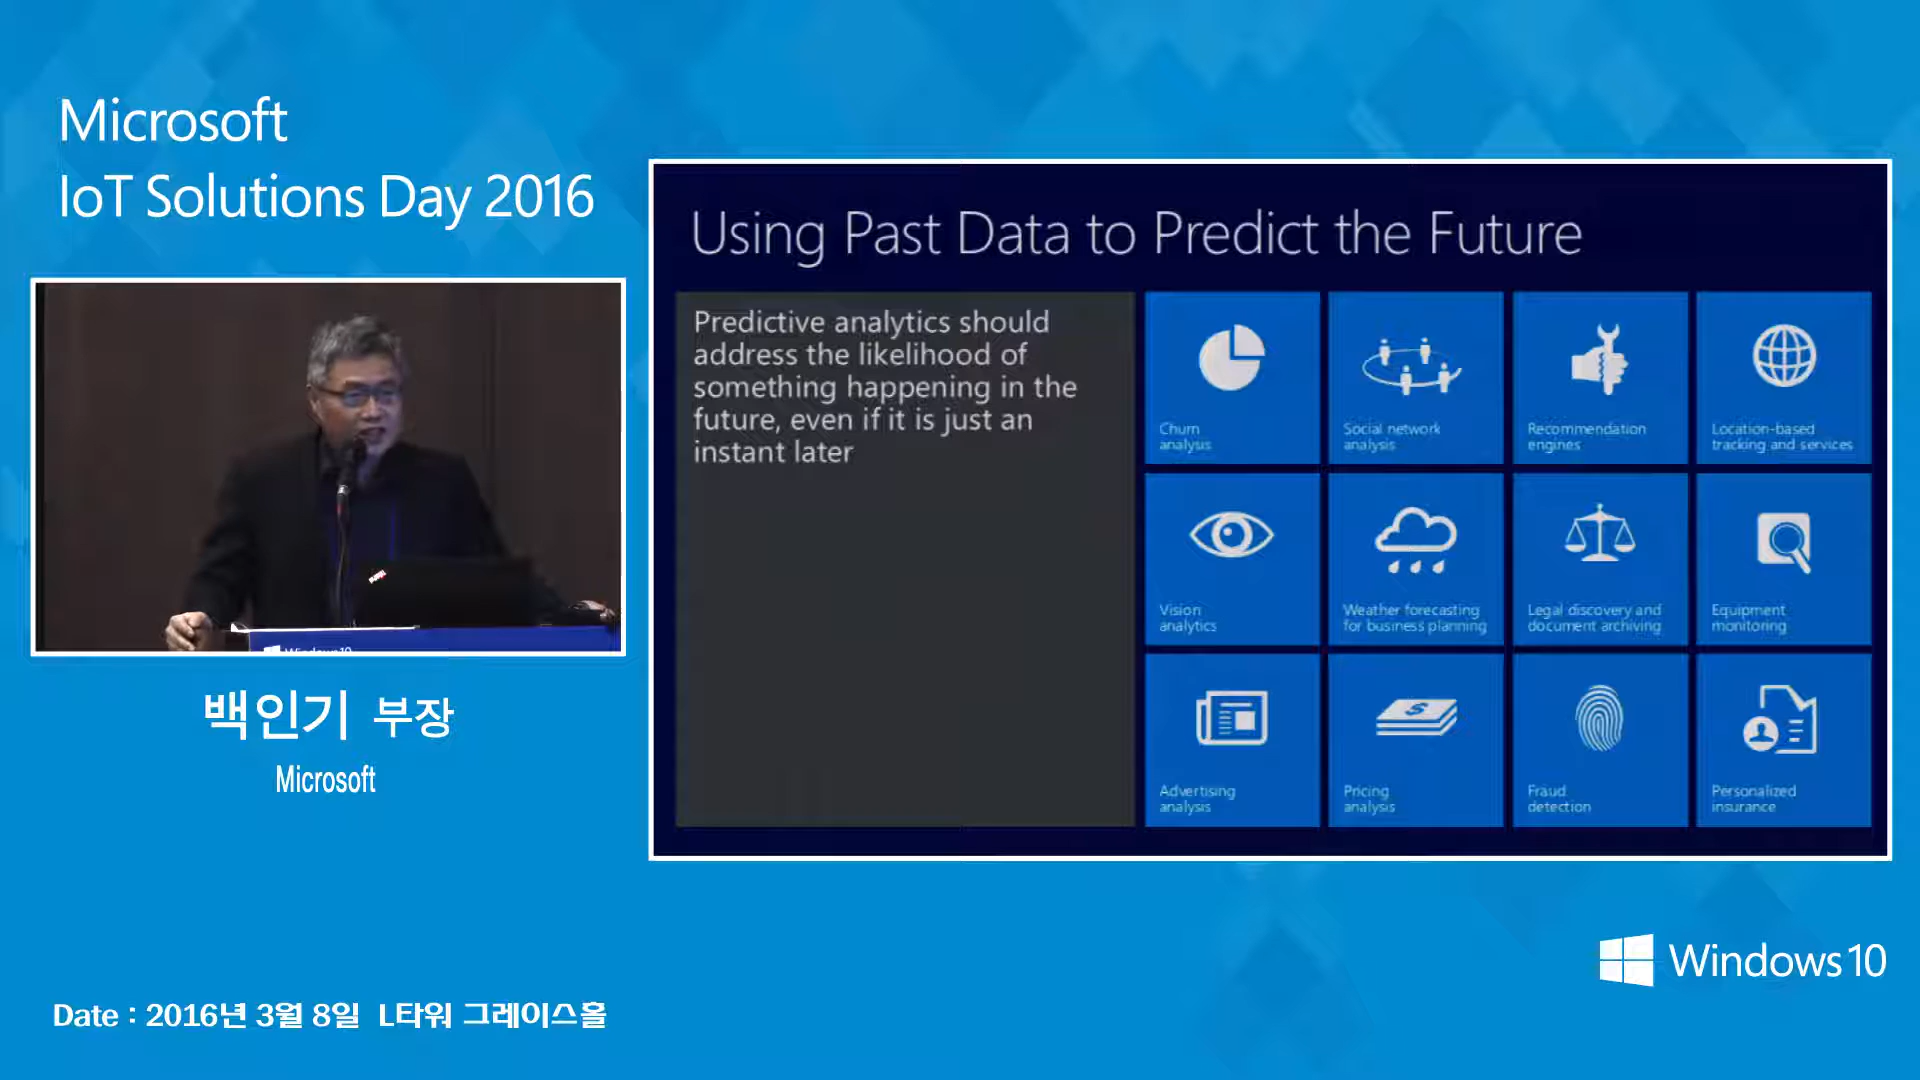 Microsoft
IoT Solutions Day 2016
Using Past Data to Predict the Future
Predictive analytics should
address the likelihood of
something happening in the
future, even if it is just an
instant later
Churn
analysis
Social network
analysis
Recommendation
engines
Location-based
tracking and services
Vision
analytics
Weather forecasting
for business planning
Legal discovery and
document archiving
Equipment
monitoring
Advertising
analysis
Pricing
analysis
Fraud
detection
Personalized
insurance
Windows10
백인기 부장
Microsoft
Windows10
Date : 2016년 3월 8일 L타워 그레이스홀